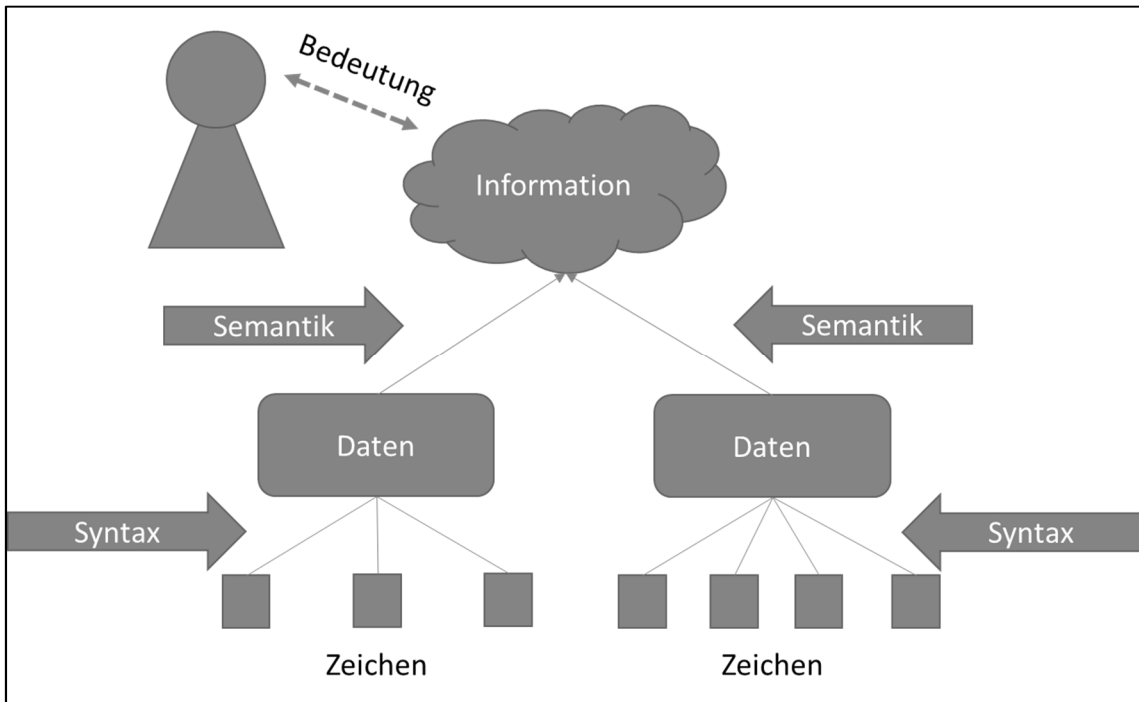 Bedeutung
Information
Semantik
Semantik
Daten
Daten
Syntax
Syntax
Zeichen
Zeichen